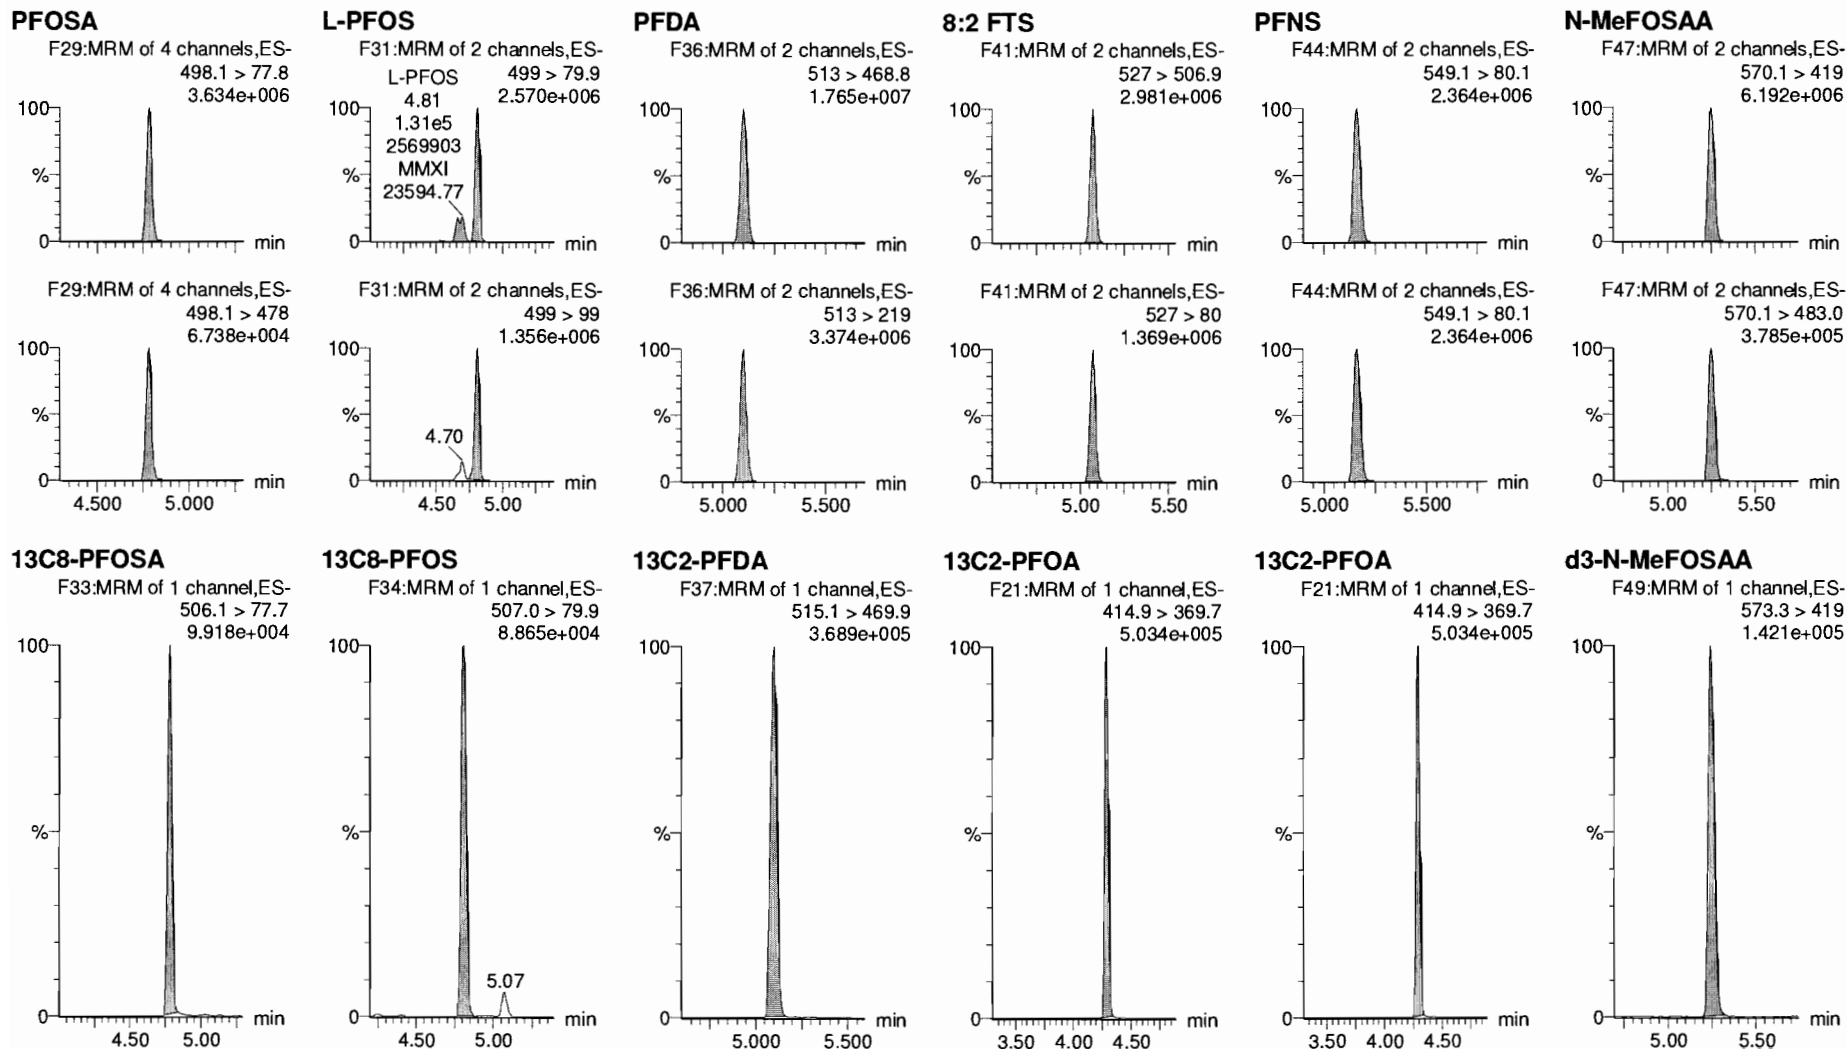 PFOSA
F29:MRM of 4 channels,ES-
498.1 > 77.8
3.634e+006
100
%
0
min
L-PFOS
F31:MRM of 2 channels,ES-
499 > 79.9
2.570e+006
L-PFOS
4.81
1.31e5
2569903
MMXI
23594.77
100
%
0
min
PFDA
F36:MRM of 2 channels,ES-
513 > 468.8
1.765e+007
100
%
0
min
8:2 FTS
F41:MRM of 2 channels,ES-
527 > 506.9
2.981e+006
100
%
0
min
PFNS
F44:MRM of 2 channels,ES-
549.1 > 80.1
2.364e+006
100
%
0
min
N-MeFOSAA
F47:MRM of 2 channels,ES-
570.1 > 419
6.192e+006
100
%
0
min
F29:MRM of 4 channels,ES-
498.1 > 478
6.738e+004
100
%
0
min
4.500 5.000
F31:MRM of 2 channels,ES-
499 > 99
1.356e+006
100
%
4.70
0
min
4.50 5.00
F36:MRM of 2 channels,ES-
513 > 219
3.374e+006
100
%
0
min
5.000 5.500
F41:MRM of 2 channels,ES-
527 > 80
1.369e+006
100
%
0
min
5.00 5.50
F44:MRM of 2 channels,ES-
549.1 > 80.1
2.364e+006
100
%
0
min
5.000 5.500
F47:MRM of 2 channels,ES-
570.1 > 483.0
3.785e+005
100
%
0
min
5.00 5.50
13C8-PFOSA
F33:MRM of 1 channel,ES-
506.1 > 77.7
9.918e+004
100
%
0
min
4.50 5.00
13C8-PFOS
F34:MRM of 1 channel,ES-
507.0 > 79.9
8.865e+004
100
%
5.07
0
min
4.50 5.00
13C2-PFDA
F37:MRM of 1 channel,ES-
515.1 > 469.9
3.689e+005
100
%
0
min
5.000 5.500
13C2-PFOA
F21:MRM of 1 channel,ES-
414.9 > 369.7
5.034e+005
100
%
0
min
3.50 4.00 4.50
13C2-PFOA
F21:MRM of 1 channel,ES-
414.9 > 369.7
5.034e+005
100
%
0
min
3.50 4.00 4.50
d3-N-MeFOSAA
F49:MRM of 1 channel,ES-
573.3 > 419
1.421e+005
100
%
0
min
5.00 5.50